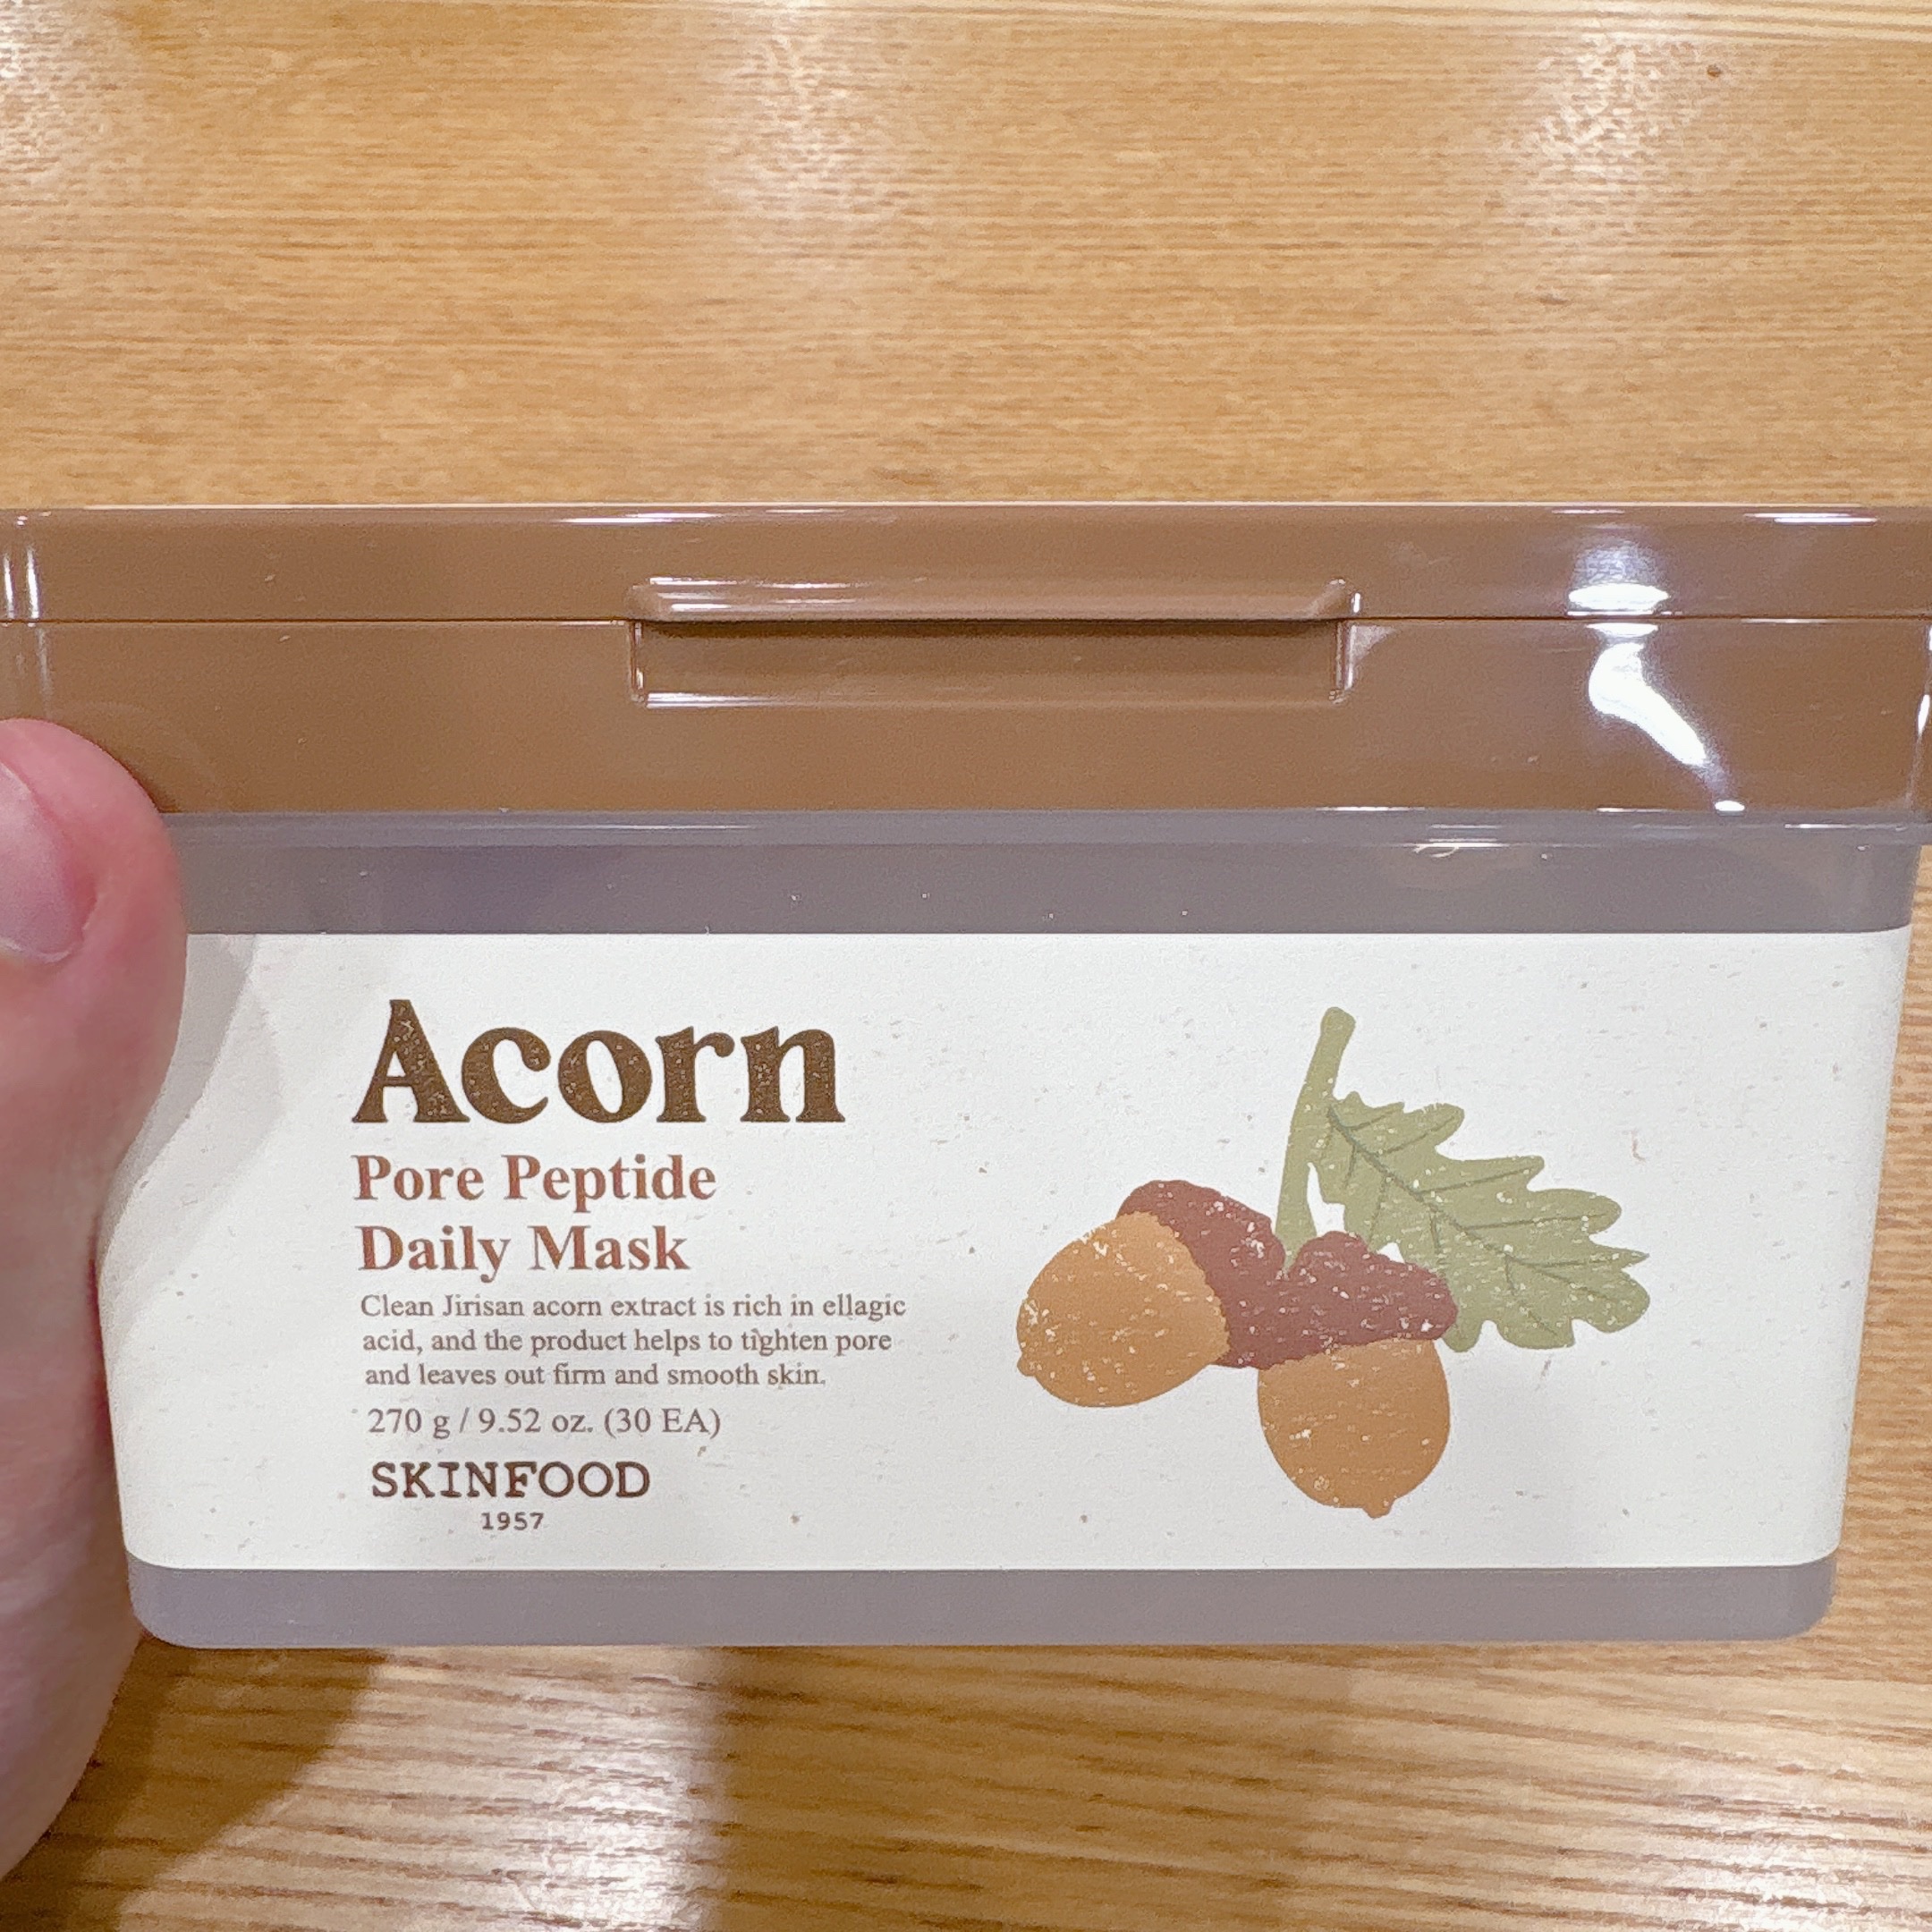 Acorn
Pore Peptide
Daily Mask
Clean Jirisan acorn extract is rich in ellagic
acid, and the product helps to tighten pore
and leaves out firm and smooth skin.
270 g / 9.52 oz. (30 EA)
SKINFOOD
1957